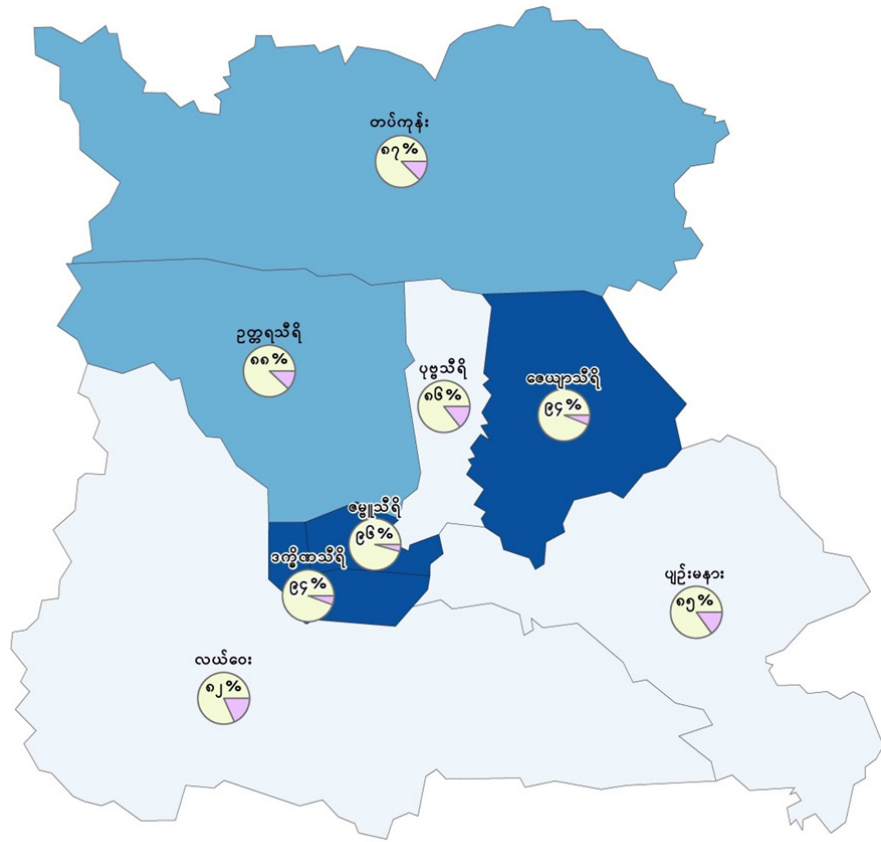 တပ်ကုန်း
၈၇%
ဥတ္တရသီရိ
၈၈%
ပုဗ္ဗသီရိ
၈၆%
ဇေယျာသီရိ
၉၄%
ဇမ္ဗူသီရိ
၉၆%
ဒက္ခိဏသီရိ
၉၄%
ပျဉ်းမနား
၈၅%
လယ်ဝေး
၈၂%